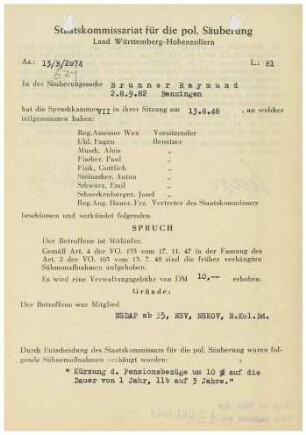 Staatskommissariat für die pol. Säuberung
Land Württemberg-Hohenzollern
Az.: 15/B/2074
L.: 81
In der Säuberungssache Brunner Raymund
2.8.9.82 Benzingen
hat die Spruchkammer VII in ihrer Sitzung am 13.8.48 , an welcher
teilgenommen haben:
Reg.Assessor Wax Vorsitzender
Uhl, Eugen Beisitzer
Musch, Alois "
Fischer, Paul "
Fink, Gottlieb "
Steinacher, Anton "
Schwarz, Emil "
Schneckenburger, Josef "
Reg.Ang. Hauer, Frz. Vertreter des Staatskommissars
beschlossen und verkündet folgenden
SPRUCH
Der Betroffene ist Mitläufer.
Gemäß Art. 4 der VO. 133 vom 17. 11. 47 in der Fassung des
Art. 2 der VO. 165 vom 13. 7. 48 sind die früher verhängten
Sühnemaßnahmen aufgehoben.
Es wird eine Verwaltungsgebühr von DM 10,-- erhoben.
Gründe:
Der Betroffene war Mitglied
NSDAP ab 35, NSV, NSKOV, R.Kol.Bd.
Durch Entscheidung des Staatskommissars für die pol. Säuberung waren fol-
gende Sühnemaßnahmen verhängt worden:
" Kürzung d. Pensionsbezüge um 10 % auf die
Dauer von 1 Jahr, llb auf 3 Jahre."